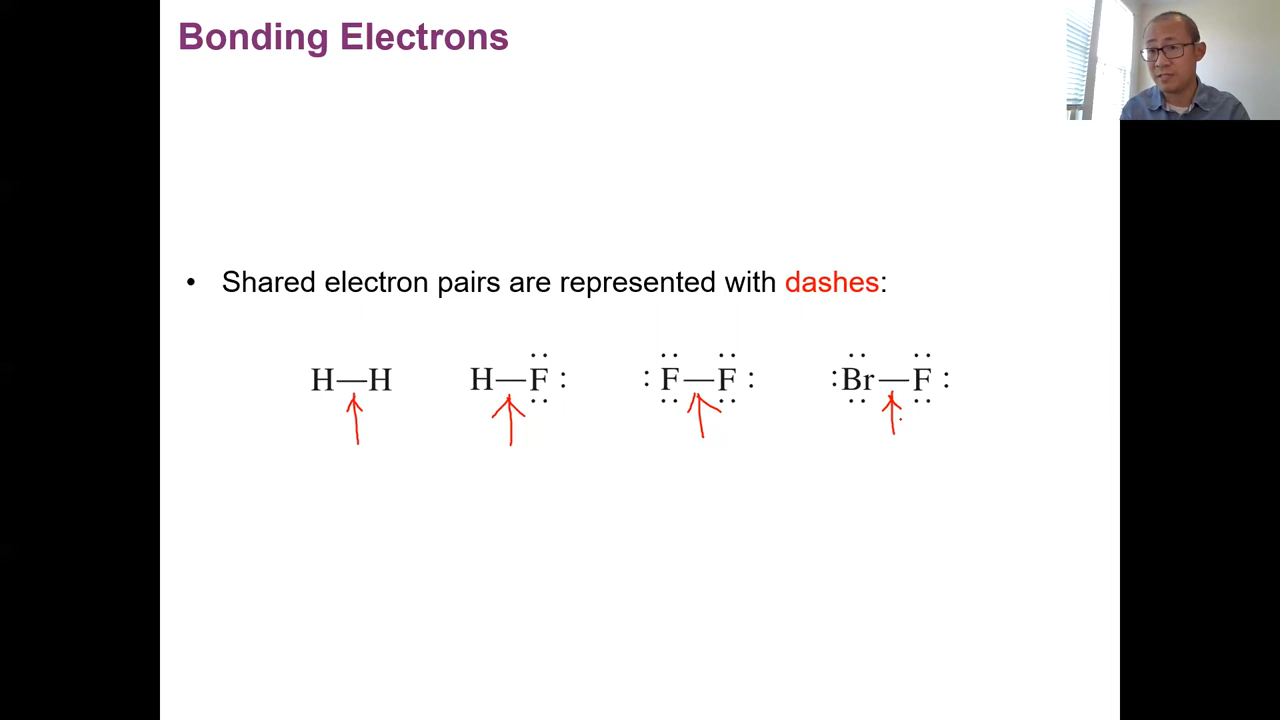 Bonding Electrons
• Shared electron pairs are represented with dashes:
H—H H—F: :F—F: :Br—F: